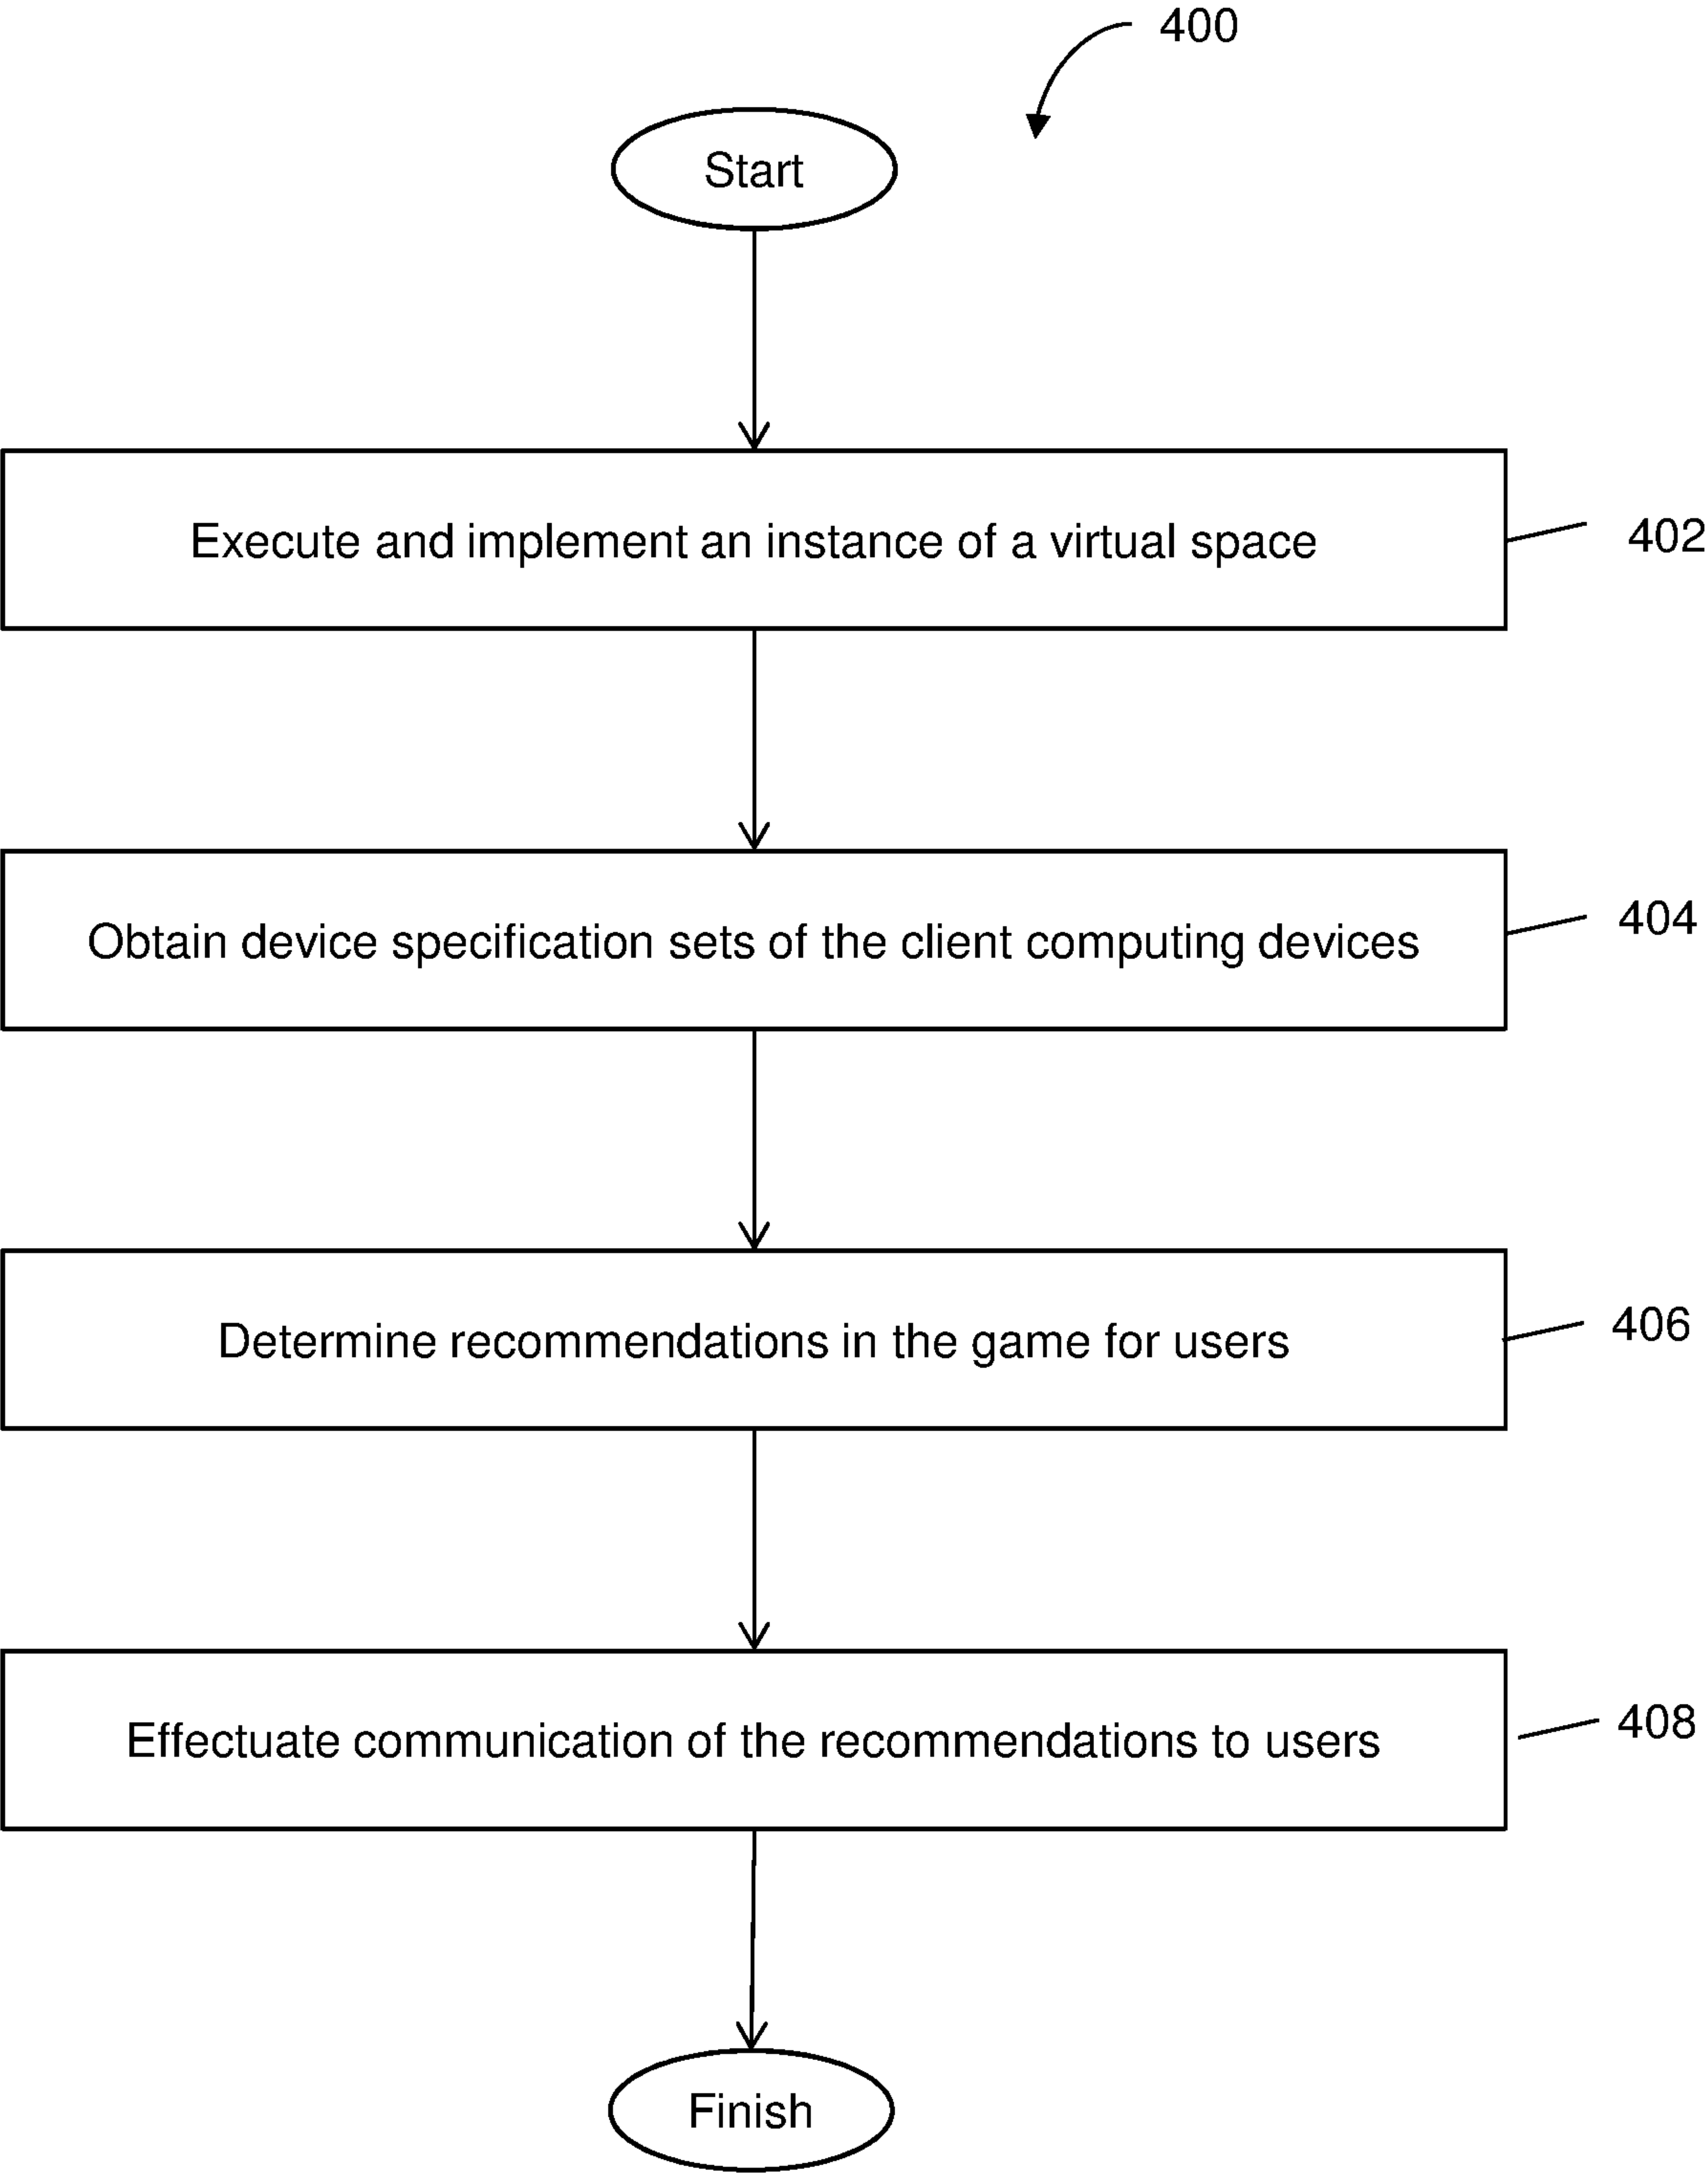 400
Start
Execute and implement an instance of a virtual space
402
Obtain device specification sets of the client computing devices
404
Determine recommendations in the game for users
406
Effectuate communication of the recommendations to users
408
Finish